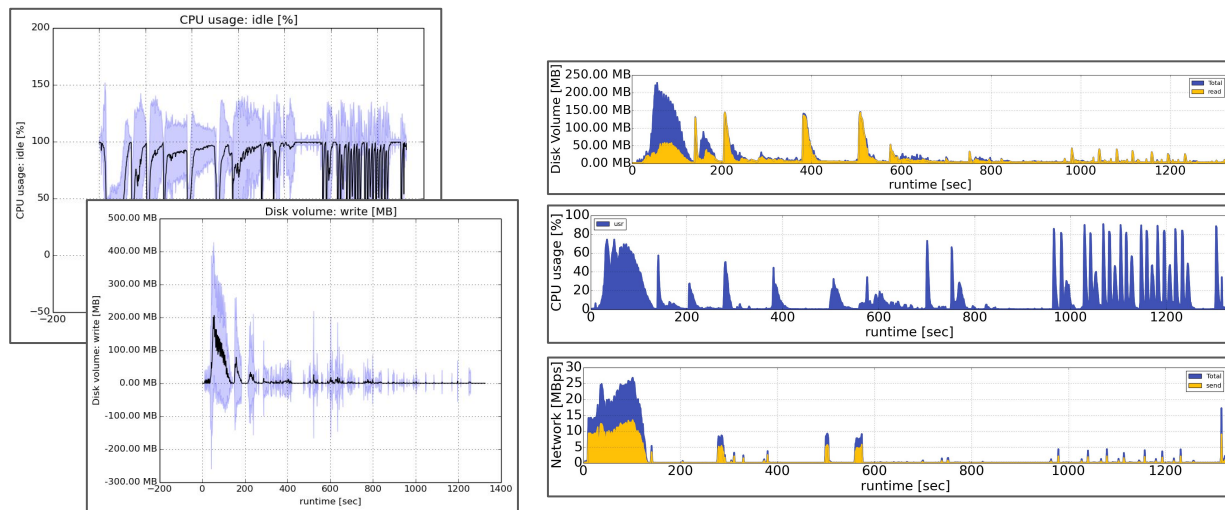 CPU usage: idle [%]
200
150
100
50
0
−50
−200
CPU usage: idle [%]
Disk volume: write [MB]
500.00 MB
400.00 MB
300.00 MB
200.00 MB
100.00 MB
0.00 MB
−100.00 MB
−200.00 MB
−300.00 MB
Disk volume: write [MB]
−200 0 200 400 600 800 1000 1200 1400
runtime [sec]
250.00 MB
200.00 MB
150.00 MB
100.00 MB
50.00 MB
0.00 MB
Disk Volume [MB]
Total
read
0 200 400 600 800 1000 1200
runtime [sec]
100
80
60
40
20
0
CPU usage [%]
usr
0 200 400 600 800 1000 1200
runtime [sec]
30
25
20
15
10
5
0
Network [MBps]
Total
send
0 200 400 600 800 1000 1200
runtime [sec]